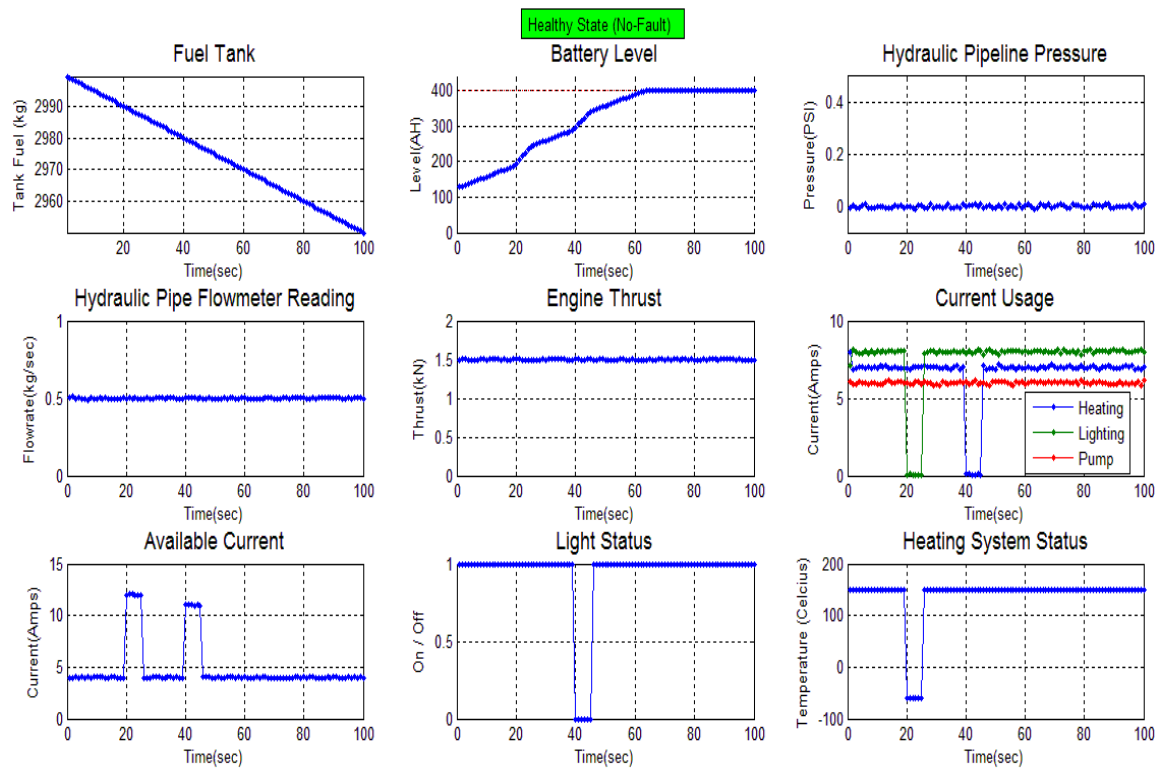 Healthy State (No-Fault)
Fuel Tank
Tank Fuel (kg)
2990
2980
2970
2960
20 40 60 80 100
Time(sec)
Battery Level
Level(AH)
400
300
200
100
0
0 20 40 60 80 100
Time(sec)
Hydraulic Pipeline Pressure
Pressure(PSI)
0.4
0.2
0
0 20 40 60 80 100
Time(sec)
Hydraulic Pipe Flowmeter Reading
Flowrate(kg/sec)
1
0.5
0
0 20 40 60 80 100
Time(sec)
Engine Thrust
Thrust(kN)
2
1.5
1
0.5
0
0 20 40 60 80 100
Time(sec)
Current Usage
Current(Amps)
10
5
0
0 20 40 60 80 100
Heating
Lighting
Pump
Time(sec)
Available Current
Current(Amps)
15
10
5
0
0 20 40 60 80 100
Time(sec)
Light Status
On / Off
1
0.5
0
0 20 40 60 80 100
Time(sec)
Heating System Status
Temperature (Celcius)
200
100
0
-100
0 20 40 60 80 100
Time(sec)